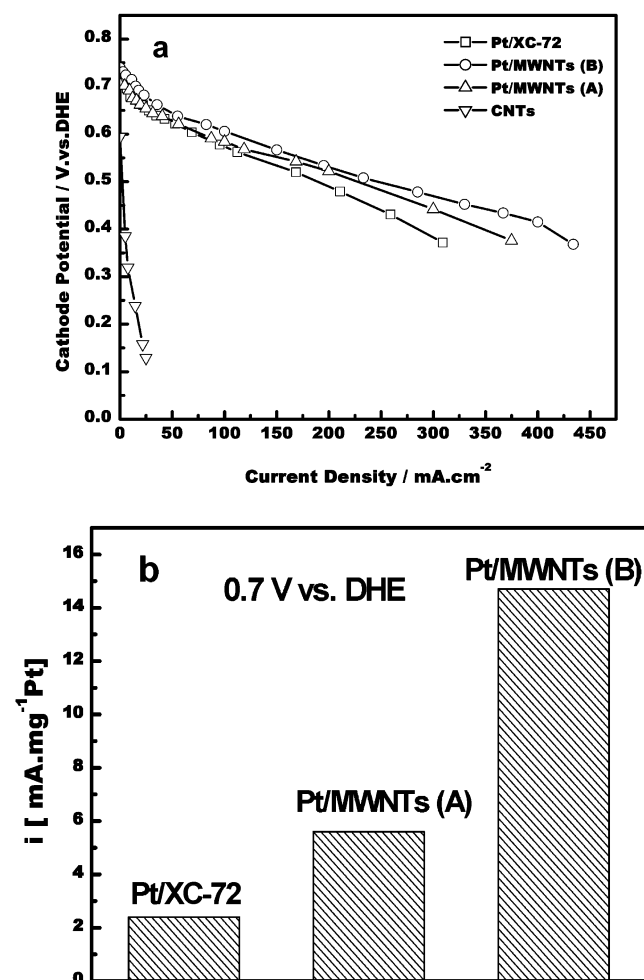 a
0.8
0.7
0.6
0.5
0.4
0.3
0.2
0.1
0.0
Cathode Potential / V.vs.DHE
Pt/XC-72
Pt/MWNTs (B)
Pt/MWNTs (A)
CNTs
0 50 100 150 200 250 300 350 400 450
Current Density / mA.cm⁻²
b
0.7 V vs. DHE
16
14
12
10
8
6
4
2
0
i [ mA.mg⁻¹Pt]
Pt/XC-72
Pt/MWNTs (A)
Pt/MWNTs (B)